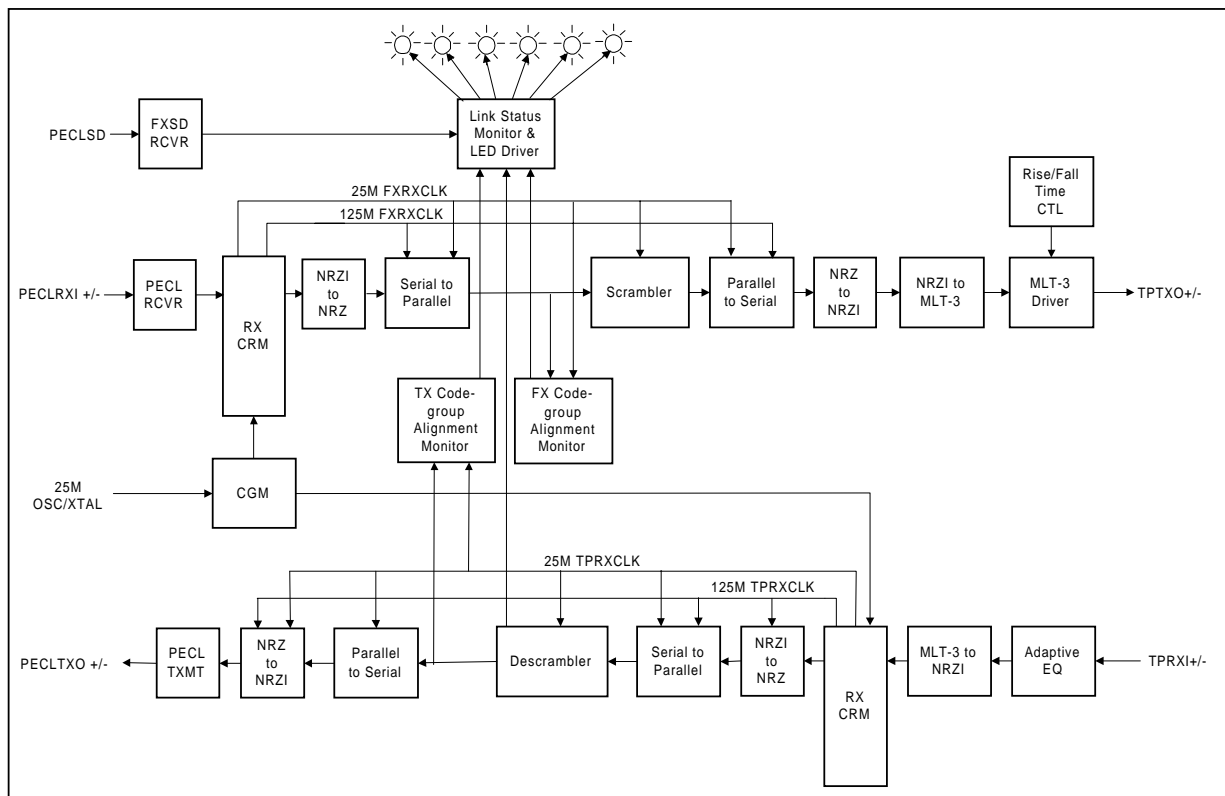 PECLSD
FXSD
RCVR
Link Status
Monitor &
LED Driver
Rise/Fall
Time
CTL
25M FXRXCLK
125M FXRXCLK
PECLRXI +/-
PECL
RCVR
RX
CRM
NRZI
to
NRZ
Serial to
Parallel
Scrambler
Parallel
to Serial
NRZ
to
NRZI
NRZI to
MLT-3
MLT-3
Driver
TPTXO+/-
TX Code-
group
Alignment
Monitor
FX Code-
group
Alignment
Monitor
25M
OSC/XTAL
CGM
25M TPRXCLK
125M TPRXCLK
PECLTXO +/-
PECL
TXMT
NRZ
to
NRZI
Parallel
to Serial
Descrambler
Serial to
Parallel
NRZI
to
NRZ
RX
CRM
MLT-3 to
NRZI
Adaptive
EQ
TPRXI+/-